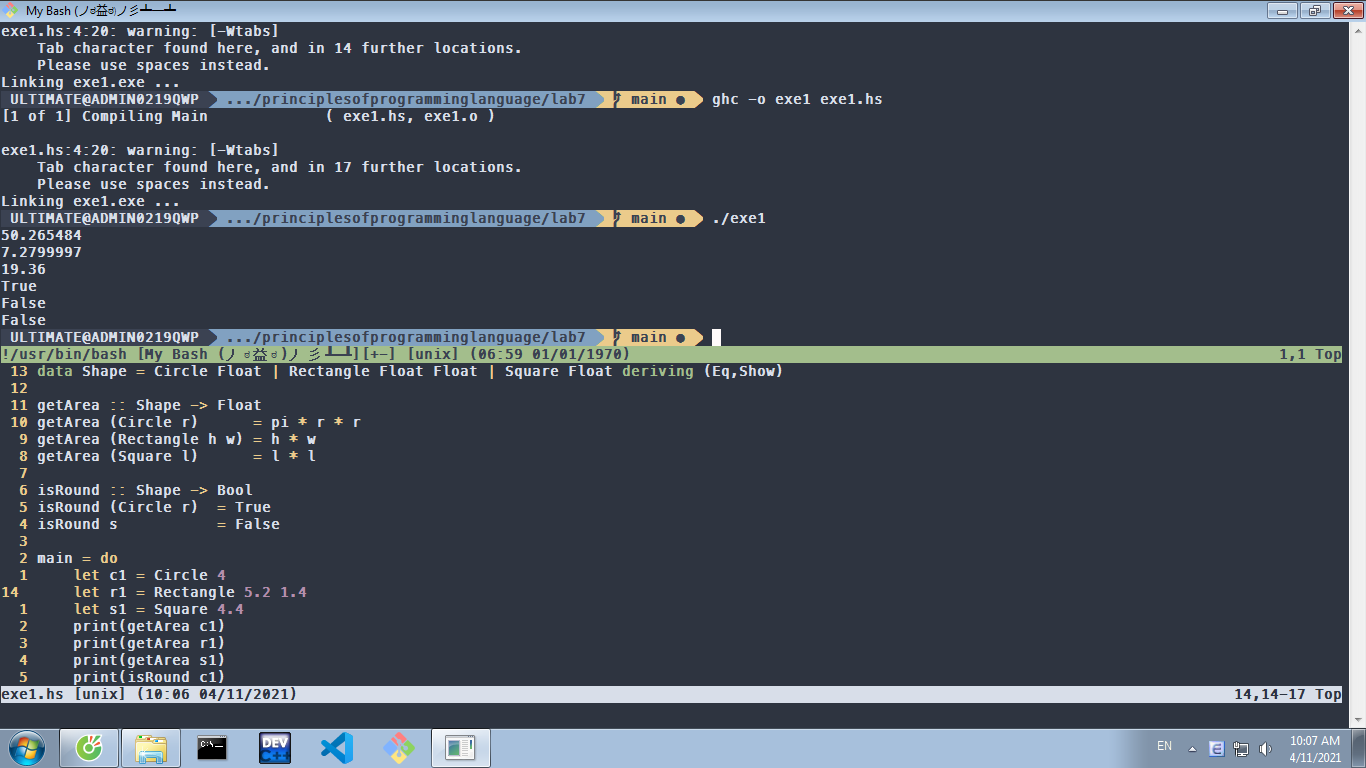 My Bash (ノಠ益ಠ)ノ彡┻━┻
exe1.hs:4:20: warning: [-Wtabs]
    Tab character found here, and in 14 further locations.
    Please use spaces instead.
Linking exe1.exe ...
ULTIMATE@ADMIN0219QWP .../principlesofprogramminglanguage/lab7 main ● ghc -o exe1 exe1.hs
[1 of 1] Compiling Main             ( exe1.hs, exe1.o )
exe1.hs:4:20: warning: [-Wtabs]
    Tab character found here, and in 17 further locations.
    Please use spaces instead.
Linking exe1.exe ...
ULTIMATE@ADMIN0219QWP .../principlesofprogramminglanguage/lab7 main ● ./exe1
50.265484
7.2799997
19.36
True
False
False
ULTIMATE@ADMIN0219QWP .../principlesofprogramminglanguage/lab7 main ●
!/usr/bin/bash [My Bash (ノಠ益ಠ)ノ彡┻━┻][+-] [unix] (06:59 01/01/1970) 1,1 Top
13 data Shape = Circle Float | Rectangle Float Float | Square Float deriving (Eq,Show)
12
11 getArea :: Shape -> Float
10 getArea (Circle r)      = pi * r * r
9 getArea (Rectangle h w) = h * w
8 getArea (Square l)      = l * l
7
6 isRound :: Shape -> Bool
5 isRound (Circle r)  = True
4 isRound s           = False
3
2 main = do
1     let c1 = Circle 4
14     let r1 = Rectangle 5.2 1.4
1     let s1 = Square 4.4
2     print(getArea c1)
3     print(getArea r1)
4     print(getArea s1)
5     print(isRound c1)
exe1.hs [unix] (10:06 04/11/2021) 14,14-17 Top
C:\_
DEV C++
EN
E
10:07 AM
4/11/2021